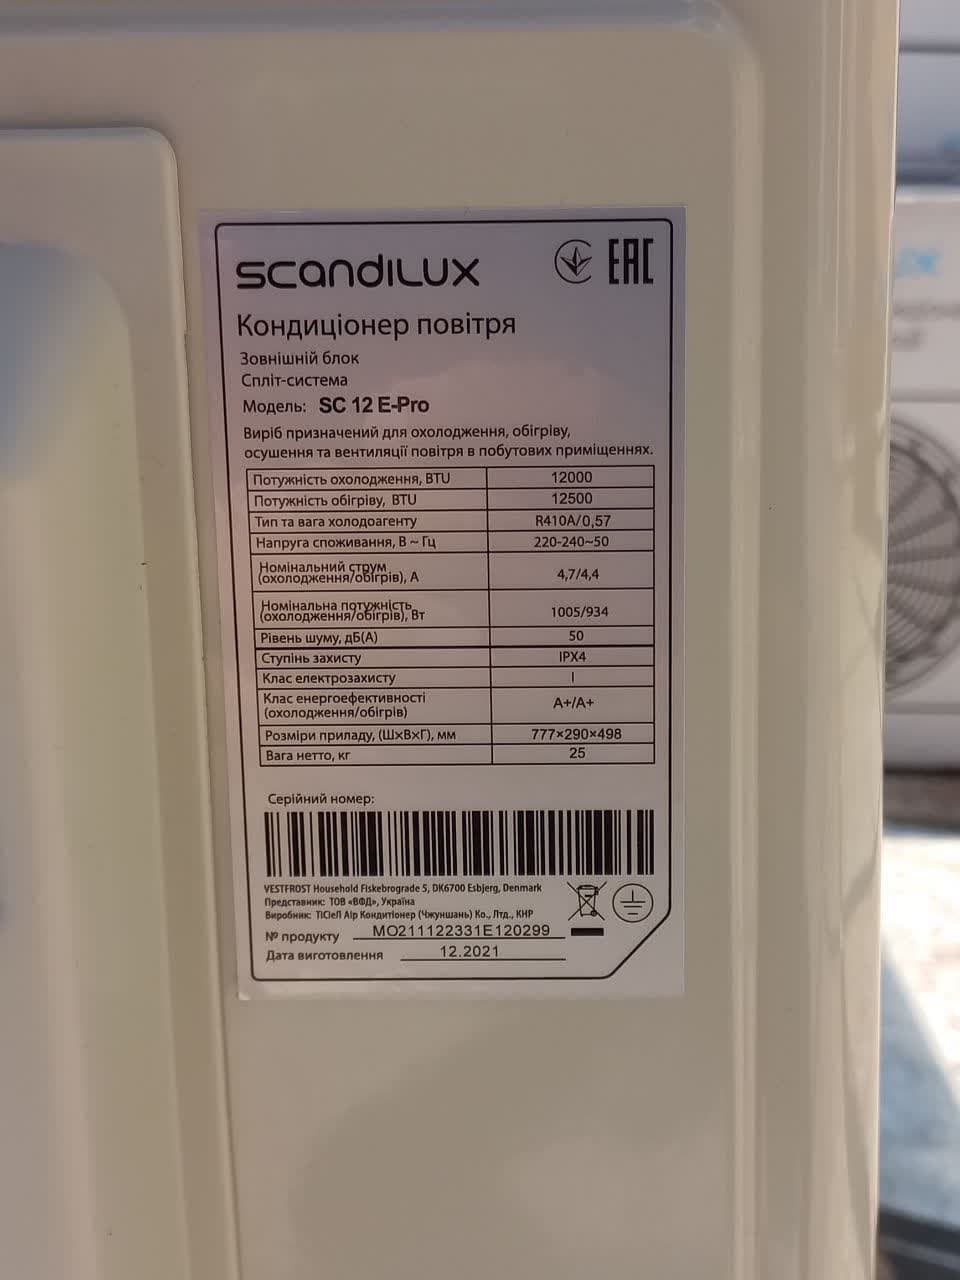 SCANDILUX
EAC
Кондиціонер повітря
Зовнішній блок
Спліт-система
Модель: SC 12 E-Pro
Виріб призначений для охолодження, обігріву,
осушення та вентиляції повітря в побутових приміщеннях.
Потужність охолодження, BTU 12000
Потужність обігріву, BTU 12500
Тип та вага холодоагенту R410A/0,57
Напруга споживання, В ~ Гц 220-240~50
Номінальний струм
(охолодження/обігрів), А 4,7/4,4
Номінальна потужність
(охолодження/обігрів), Вт 1005/934
Рівень шуму, дБ(А) 50
Ступінь захисту IPX4
Клас електрозахисту I
Клас енергоефективності
(охолодження/обігрів) A+/A+
Розміри приладу, (Ш×В×Г), мм 777×290×498
Вага нетто, кг 25
Серійний номер:
VESTFROST Household Fiskebrograde 5, DK6700 Esbjerg, Denmark
Представник: ТОВ «ВФД», Україна
Виробник: ТіСіеЛ Аір Кондитіонер (Чжуншань) Ко., Лтд., КНР
№ продукту MO211122331E120299
Дата виготовлення 12.2021